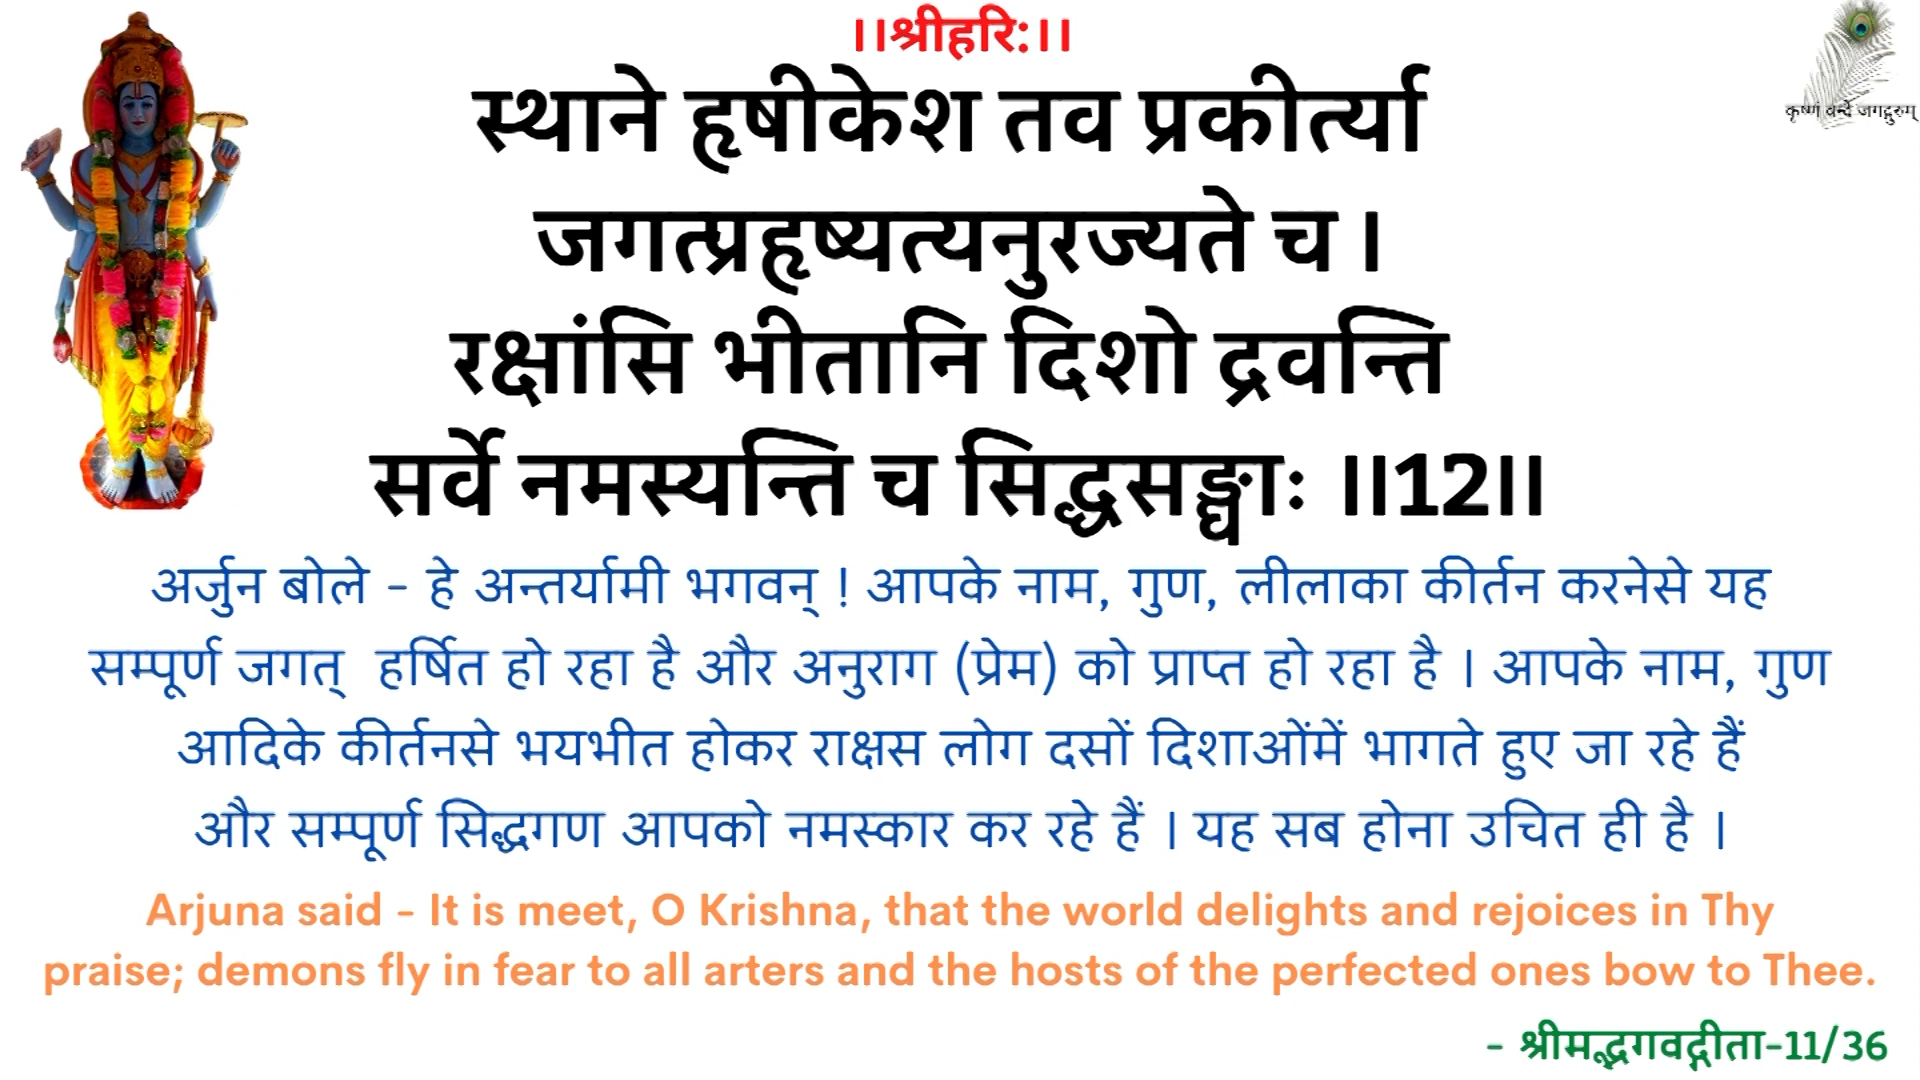 ।।श्रीहरि:।।
कृष्णं वन्दे जगद्गुरुम्
स्थाने हृषीकेश तव प्रकीर्त्या
जगत्प्रहृष्यत्यनुरज्यते च ।
रक्षांसि भीतानि दिशो द्रवन्ति
सर्वे नमस्यन्ति च सिद्धसङ्घाः ॥12॥
अर्जुन बोले - हे अन्तर्यामी भगवन् ! आपके नाम, गुण, लीलाका कीर्तन करनेसे यह
सम्पूर्ण जगत् हर्षित हो रहा है और अनुराग (प्रेम) को प्राप्त हो रहा है । आपके नाम, गुण
आदिके कीर्तनसे भयभीत होकर राक्षस लोग दसों दिशाओंमें भागते हुए जा रहे हैं
और सम्पूर्ण सिद्धगण आपको नमस्कार कर रहे हैं । यह सब होना उचित ही है ।
Arjuna said - It is meet, O Krishna, that the world delights and rejoices in Thy
praise; demons fly in fear to all arters and the hosts of the perfected ones bow to Thee.
- श्रीमद्भगवद्गीता-11/36